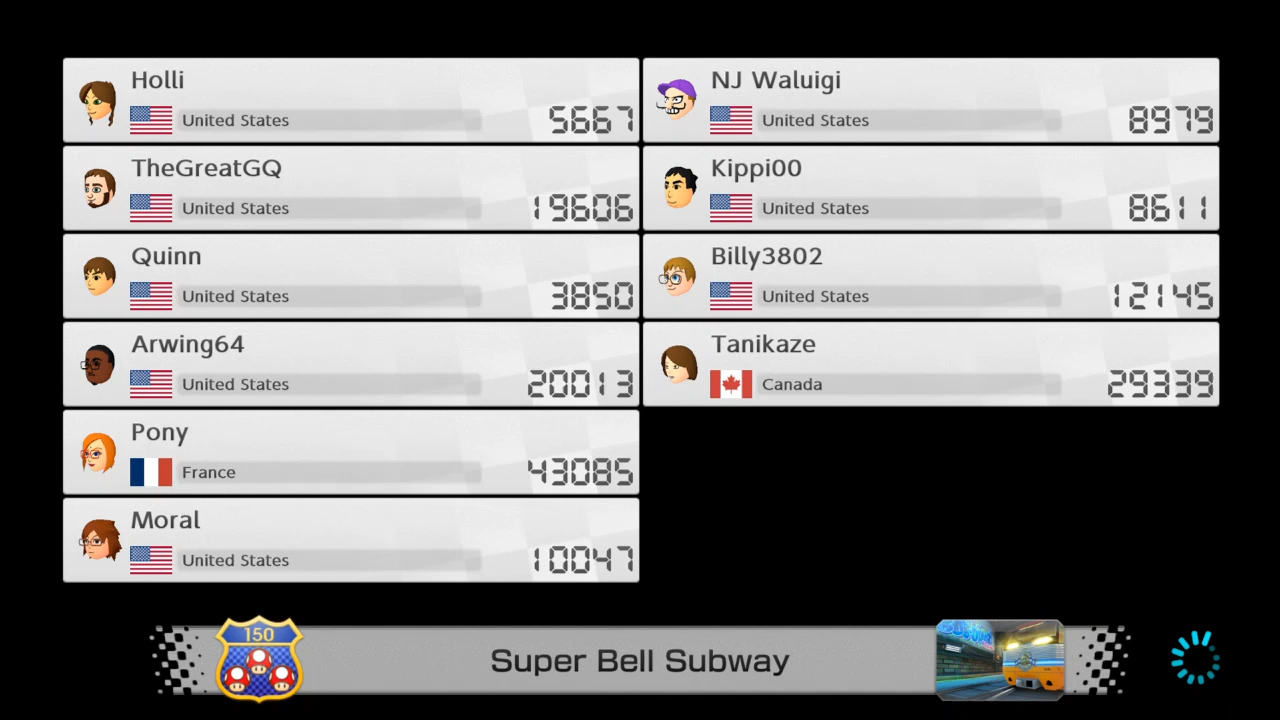 Holli
United States
5667
TheGreatGQ
United States
19606
Quinn
United States
3850
Arwing64
United States
20013
Pony
France
43085
Moral
United States
10047
NJ Waluigi
United States
8979
Kippi00
United States
8611
Billy3802
United States
12145
Tanikaze
Canada
29339
150
Super Bell Subway